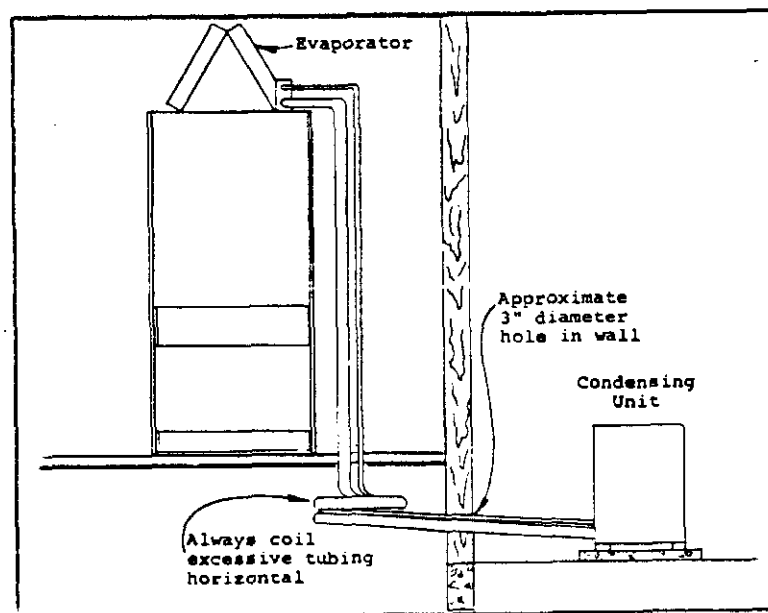 Evaporator
Approximate
3" diameter
hole in wall
Condensing
Unit
Always coil
excessive tubing
horizontal